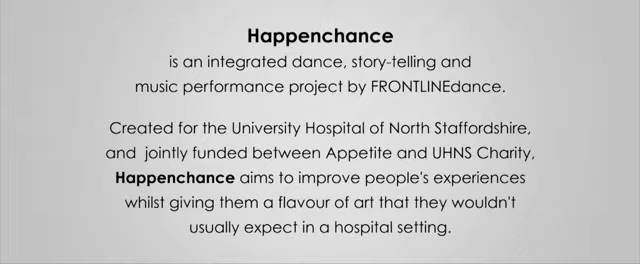 Happenchance
is an integrated dance, story-telling and
music performance project by FRONTLINEdance.
Created for the University Hospital of North Staffordshire,
and jointly funded between Appetite and UHNS Charity,
Happenchance aims to improve people's experiences
whilst giving them a flavour of art that they wouldn't
usually expect in a hospital setting.